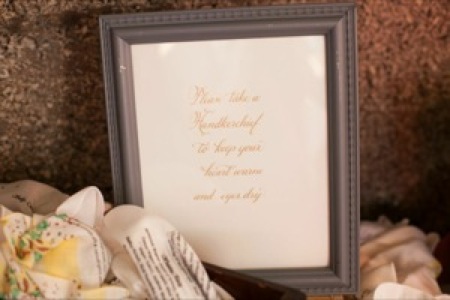 Please take a
Handkerchief
to keep your
heart warm
and eyes dry